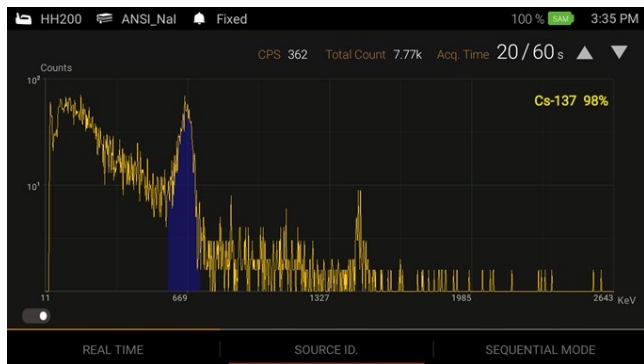 HH200 ANSI_NaI Fixed 100 % SAM 3:35 PM
CPS 362 Total Count 7.77k Acq. Time 20/60 s
Counts
10²
Cs-137 98%
10¹
11 669 1327 1985 2643 KeV
REAL TIME SOURCE ID. SEQUENTIAL MODE